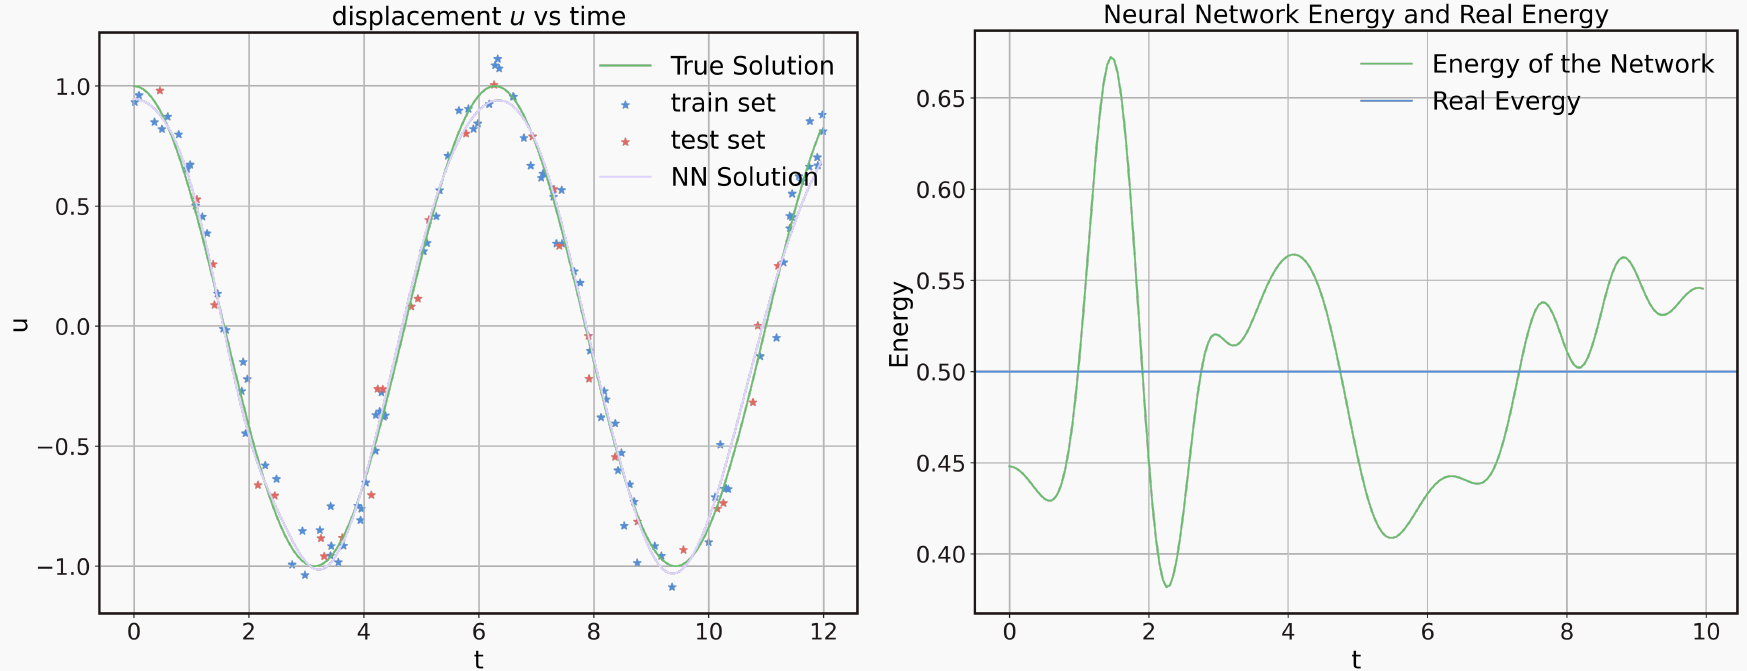 displacement u vs time
True Solution
train set
test set
NN Solution
1.0
0.5
0.0
−0.5
−1.0
u
0 2 4 6 8 10 12
t
Neural Network Energy and Real Energy
Energy of the Network
Real Evergy
0.65
0.60
0.55
0.50
0.45
0.40
Energy
0 2 4 6 8 10
t